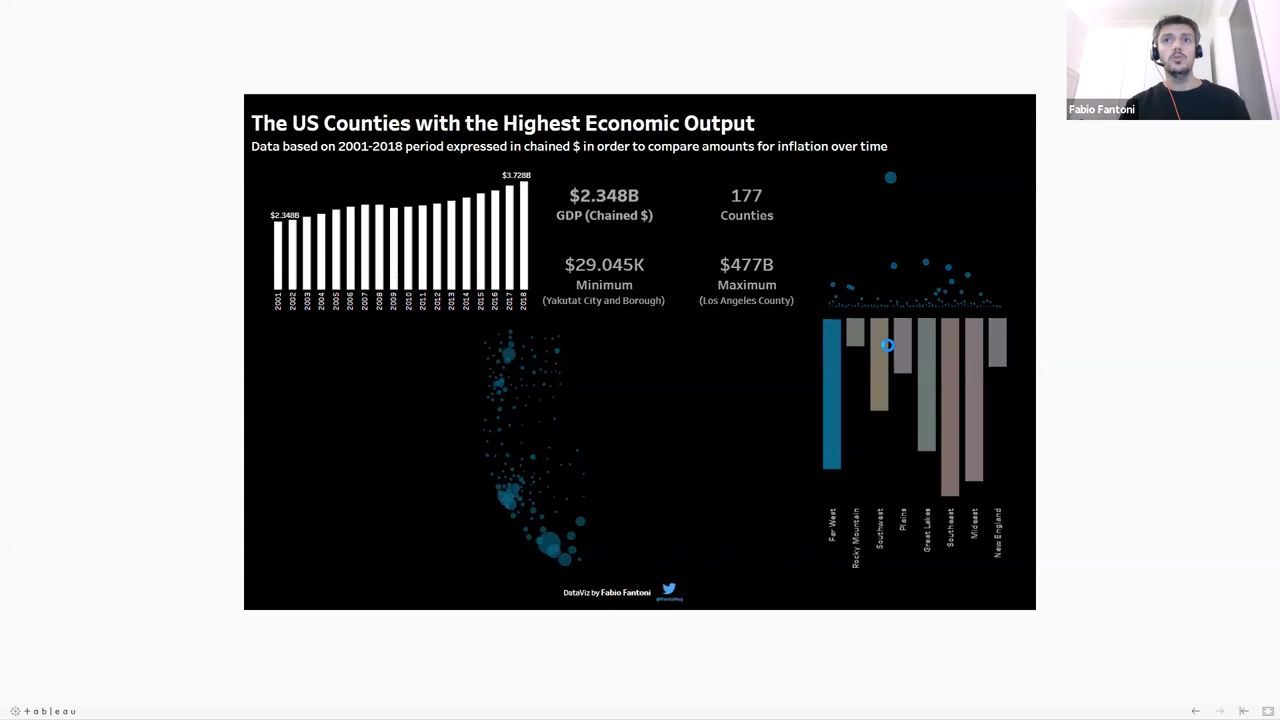 Fabio Fantoni
The US Counties with the Highest Economic Output
Data based on 2001-2018 period expressed in chained $ in order to compare amounts for inflation over time
$3.728B
$2.348B
2001
2002
2003
2004
2005
2006
2007
2008
2009
2010
2011
2012
2013
2014
2015
2016
2017
2018
$2.348B
GDP (Chained $)
177
Counties
$29.045K
Minimum
(Yakutat City and Borough)
$477B
Maximum
(Los Angeles County)
Far West
Rocky Mountain
Southwest
Plains
Great Lakes
Southeast
Mideast
New England
DataViz by Fabio Fantoni
+ableau